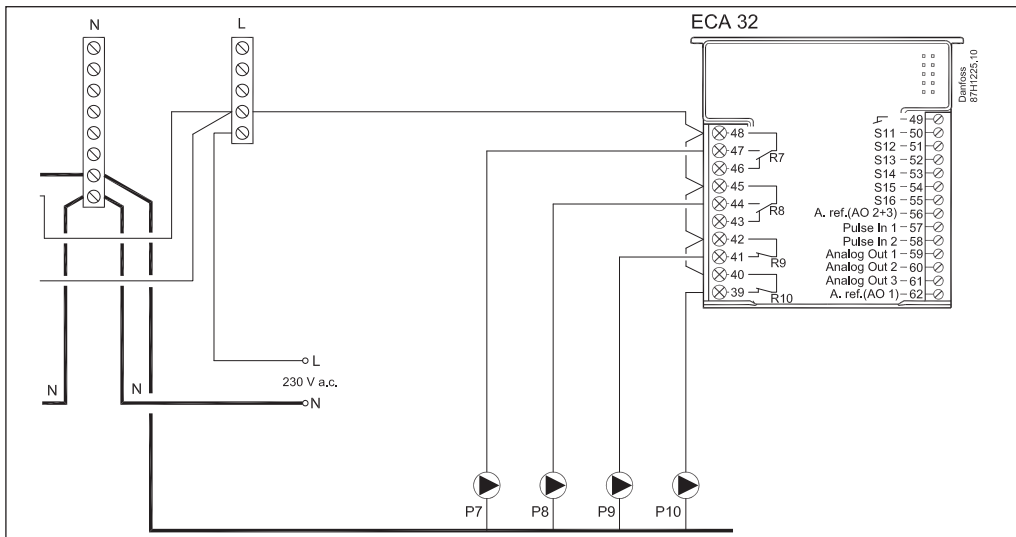 ECA 32
N
L
Danfoss
87H1225.10
48
47
R7
46
45
44
R8
43
42
41
R9
40
39
R10
49
S11 50
S12 51
S13 52
S14 53
S15 54
S16 55
A. ref.(AO 2+3) 56
Pulse In 1 57
Pulse In 2 58
Analog Out 1 59
Analog Out 2 60
Analog Out 3 61
A. ref.(AO 1) 62
L
230 V a.c.
N
N
N
P7
P8
P9
P10